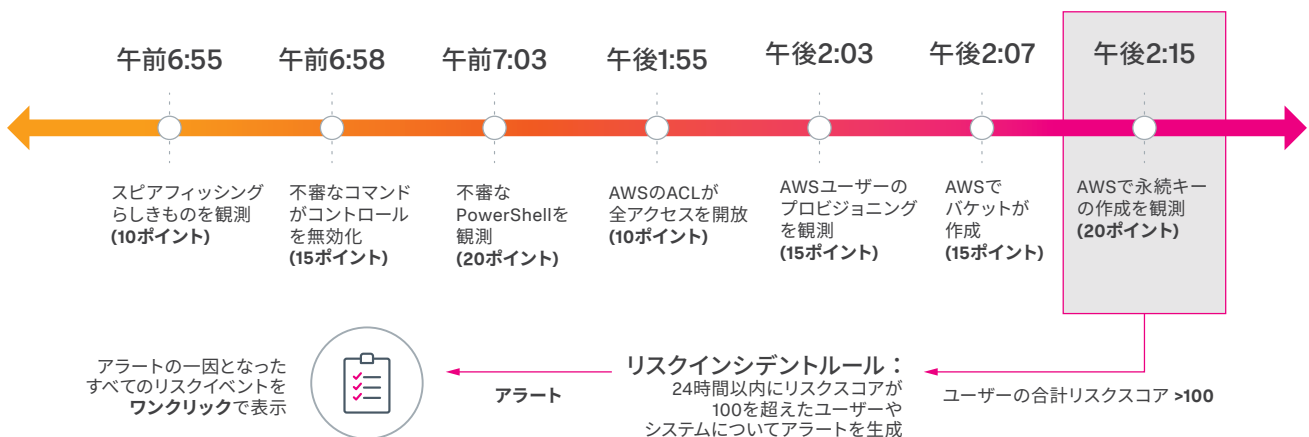 午前6:55
午前6:58
午前7:03
午後1:55
午後2:03
午後2:07
午後2:15
スピアフィッシング
らしきものを観測
(10ポイント)
不審なコマンド
がコントロール
を無効化
(15ポイント)
不審な
PowerShellを
観測
(20ポイント)
AWSのACLが
全アクセスを開放
(10ポイント)
AWSユーザーの
プロビジョニング
を観測
(15ポイント)
AWSで
バケットが
作成
(15ポイント)
AWSで永続キー
の作成を観測
(20ポイント)
アラートの一因となった
すべてのリスクイベントを
ワンクリックで表示
アラート
リスクインシデントルール：
24時間以内にリスクスコアが
100を超えたユーザーや
システムについてアラートを生成
ユーザーの合計リスクスコア >100